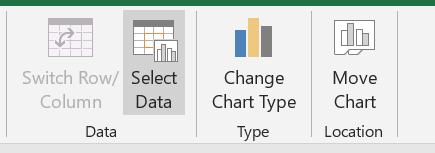 Switch Row/
Column
Select
Data
Change
Chart Type
Move
Chart
Data
Type
Location